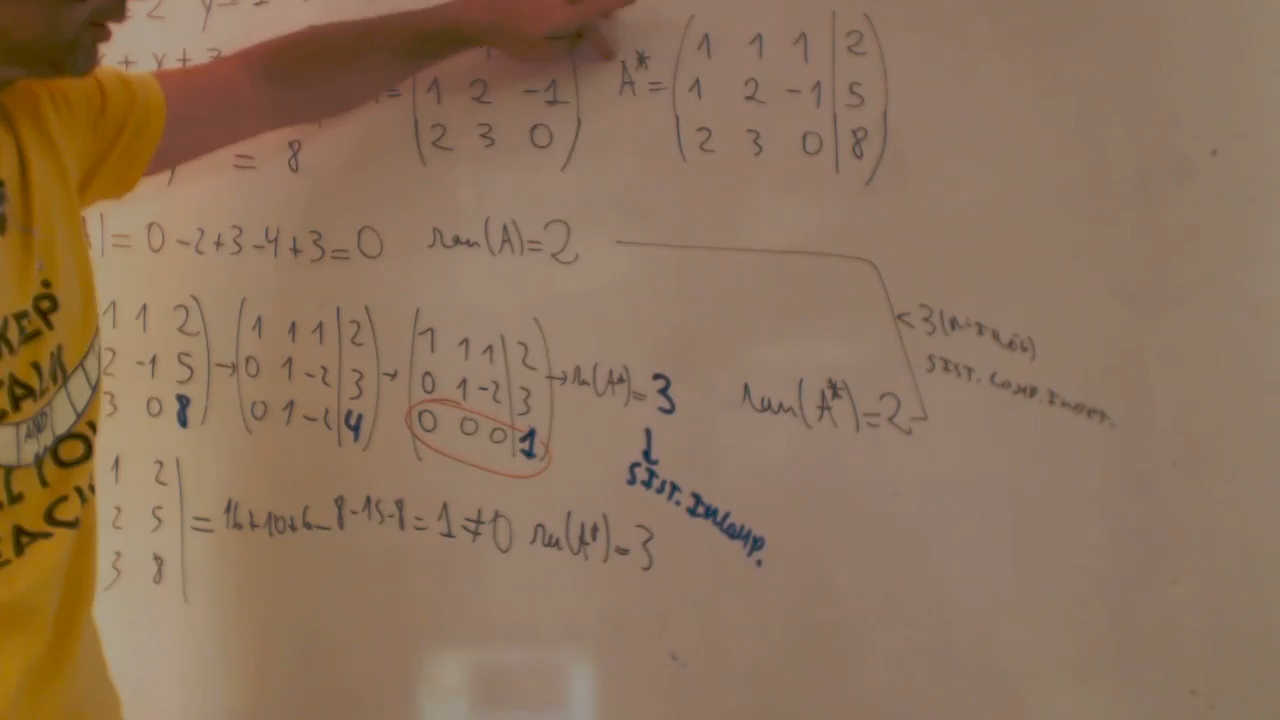 x + y + z
= 8
1 2 -1
2 3 0
A* =
1 1 1 | 2
1 2 -1 | 5
2 3 0 | 8
| = 0 - 2 + 3 - 4 + 3 = 0 ran(A) = 2
1 1 2
2 -1 5
3 0 8
→
1 1 1 | 2
0 1 -2 | 3
0 1 -2 | 4
→
1 1 1 | 2
0 1 -2 | 3
0 0 0 | 1
→ ran(A*) = 3
↓
SIST. INCOMP.
ran(A*) = 2
< 3 (nº INCÓG)
SIST. COMP. INDET.
1 2
2 5
3 8
= 16 + 10 + 6 - 8 - 15 - 8 = 1 ≠ 0 ran(A*) = 3
AND